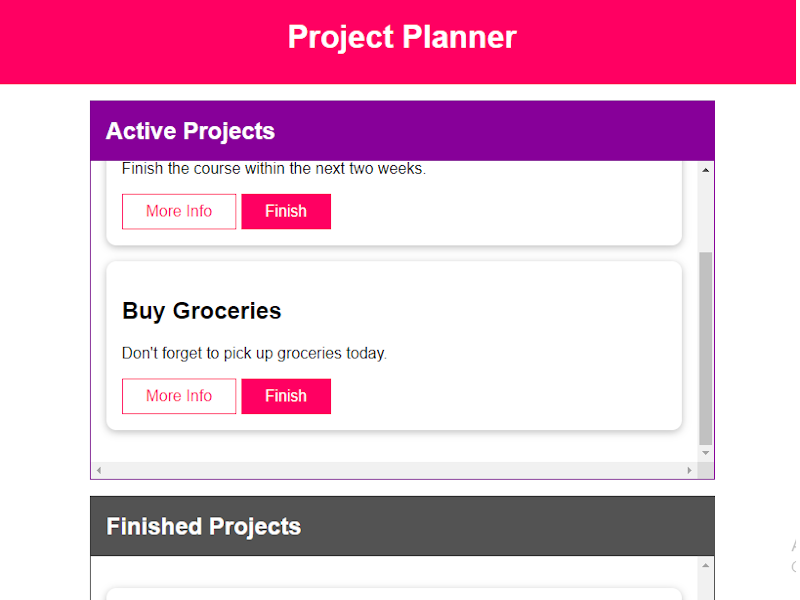 Project Planner
Active Projects
Finish the course within the next two weeks.
More Info Finish
Buy Groceries
Don't forget to pick up groceries today.
More Info Finish
Finished Projects